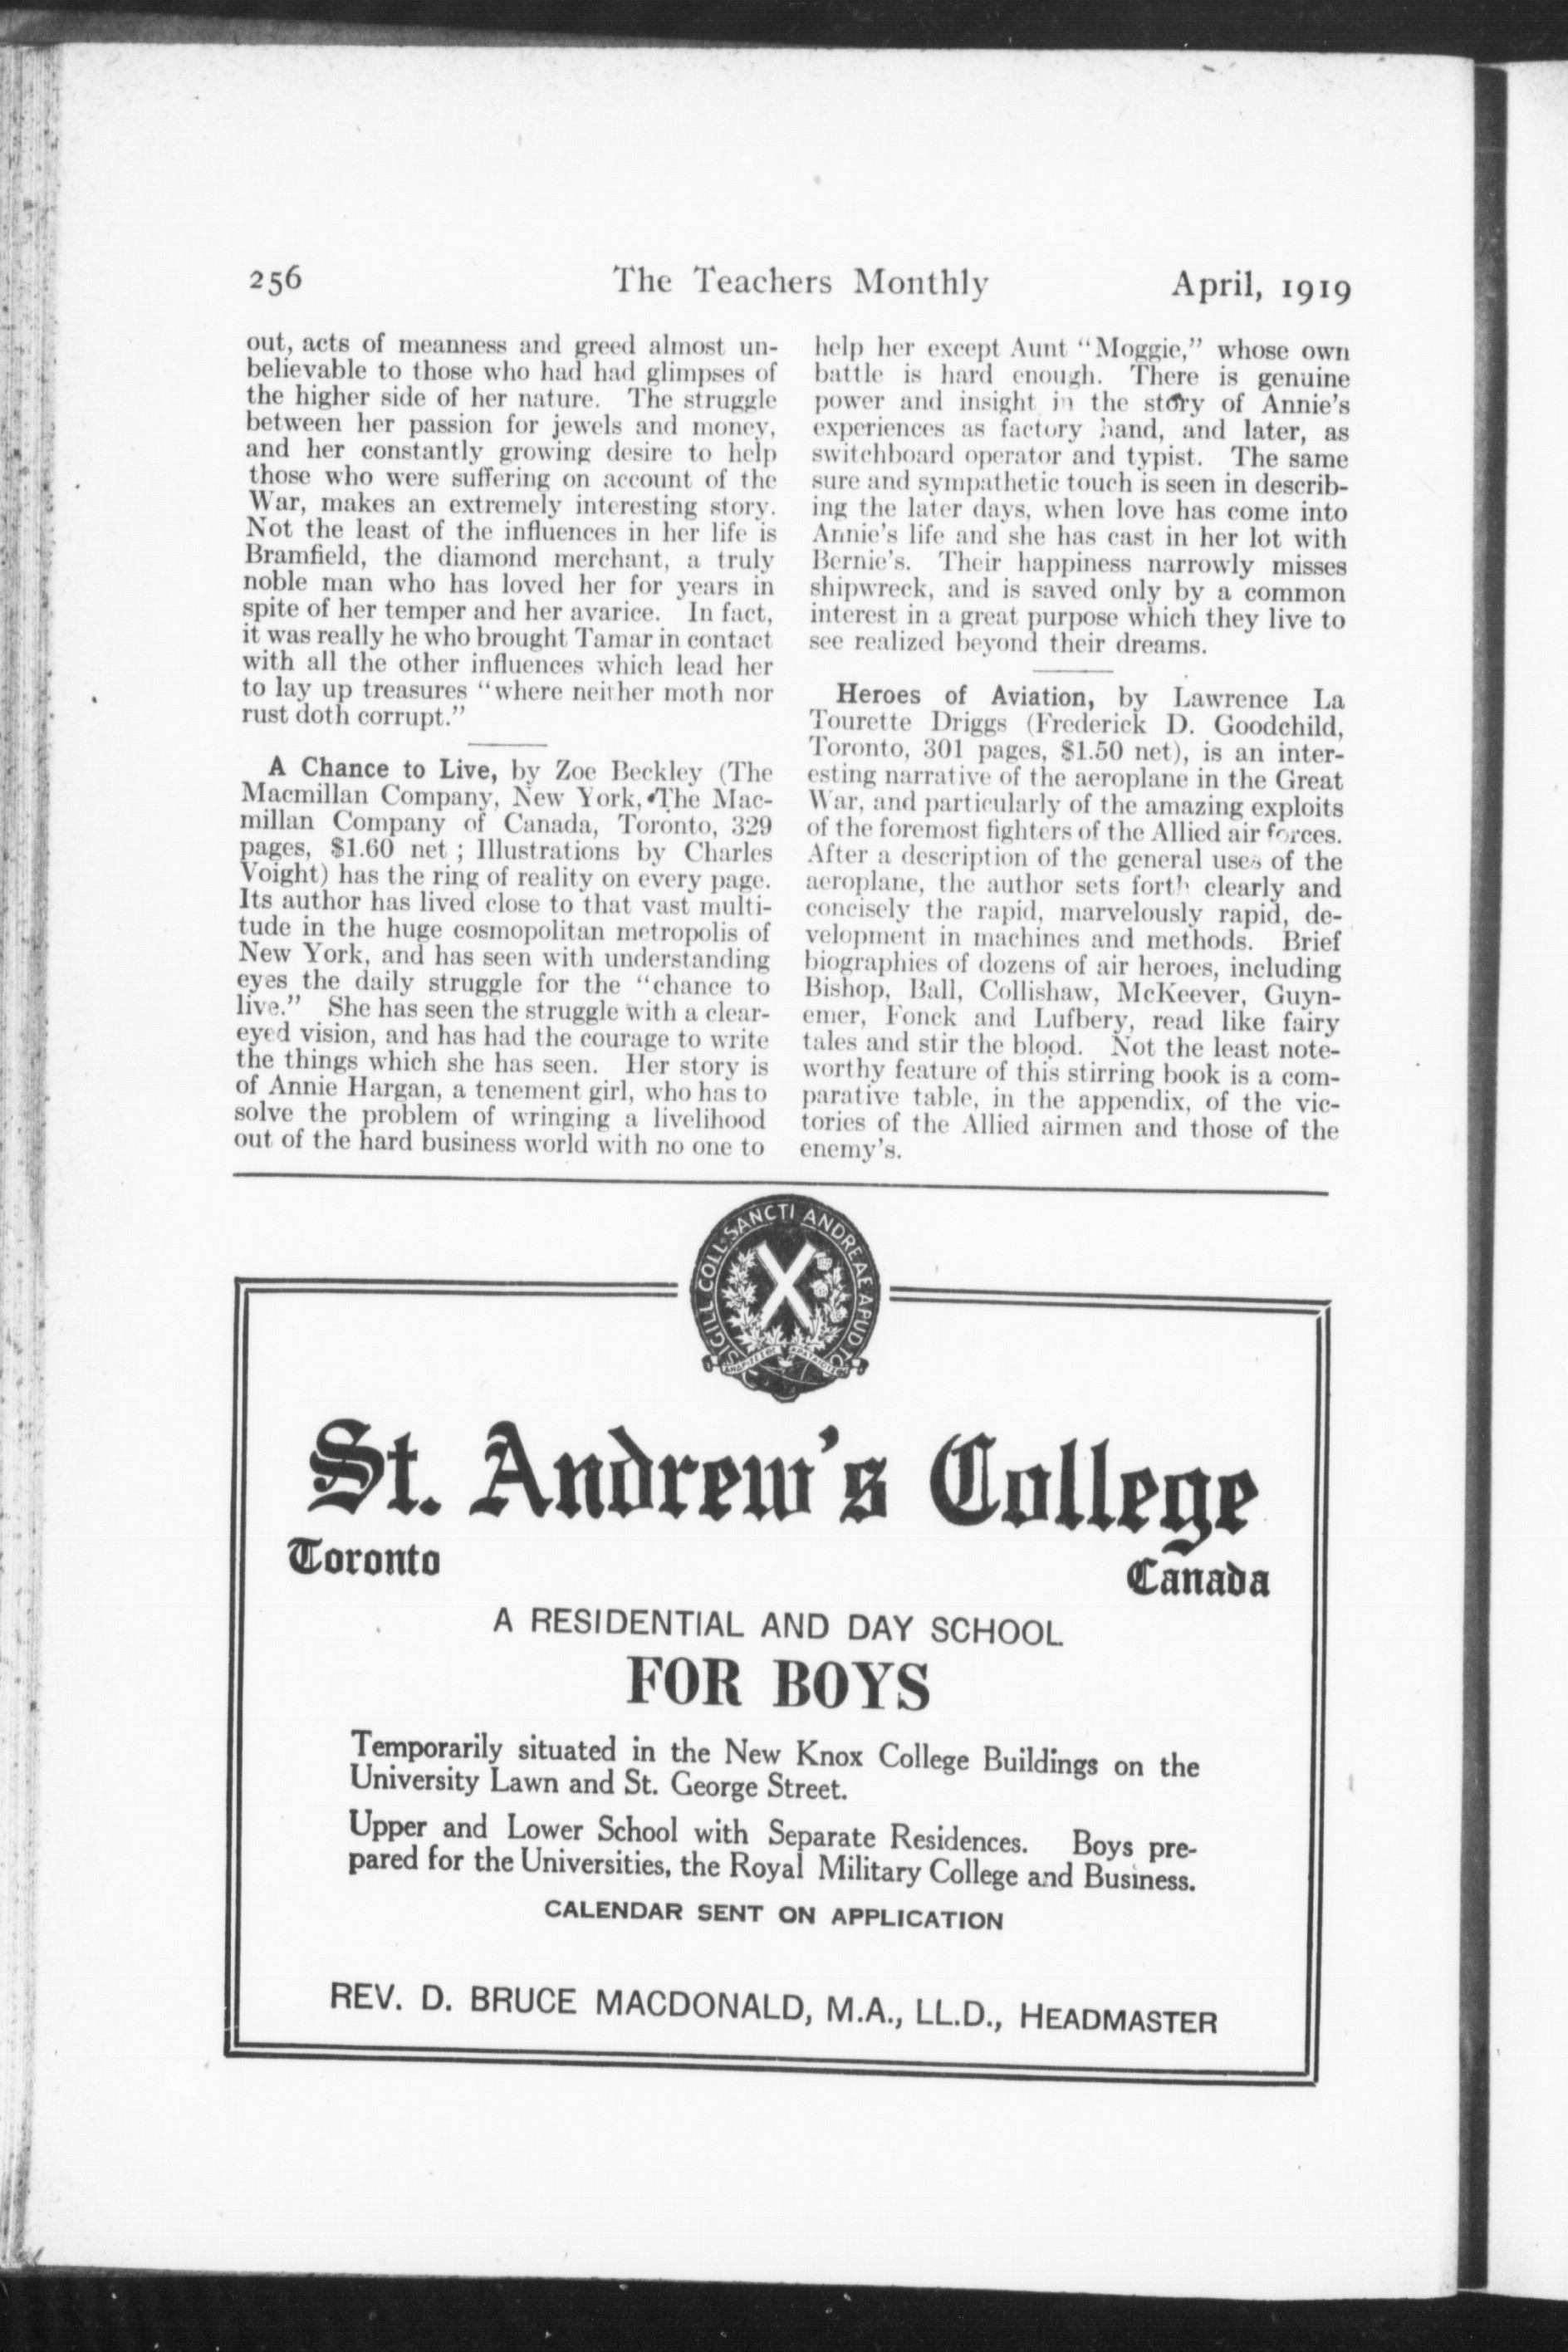 256 The Teachers Monthly April, 1919
out, acts of meanness and greed almost un-
believable to those who had had glimpses of
the higher side of her nature. The struggle
between her passion for jewels and money,
and her constantly growing desire to help
those who were suffering on account of the
War, makes an extremely interesting story.
Not the least of the influences in her life is
Bramfield, the diamond merchant, a truly
noble man who has loved her for years in
spite of her temper and her avarice. In fact,
it was really he who brought Tamar in contact
with all the other influences which lead her
to lay up treasures “where neither moth nor
rust doth corrupt.”
A Chance to Live, by Zoe Beckley (The
Macmillan Company, New York, The Mac-
millan Company of Canada, Toronto, 329
pages, $1.60 net ; Illustrations by Charles
Voight) has the ring of reality on every page.
Its author has lived close to that vast multi-
tude in the huge cosmopolitan metropolis of
New York, and has seen with understanding
eyes the daily struggle for the “chance to
live.” She has seen the struggle with a clear-
eyed vision, and has had the courage to write
the things which she has seen. Her story is
of Annie Hargan, a tenement girl, who has to
solve the problem of wringing a livelihood
out of the hard business world with no one to
help her except Aunt “Moggie,” whose own
battle is hard enough. There is genuine
power and insight in the story of Annie’s
experiences as factory hand, and later, as
switchboard operator and typist. The same
sure and sympathetic touch is seen in describ-
ing the later days, when love has come into
Annie’s life and she has cast in her lot with
Bernie’s. Their happiness narrowly misses
shipwreck, and is saved only by a common
interest in a great purpose which they live to
see realized beyond their dreams.
Heroes of Aviation, by Lawrence La
Tourette Driggs (Frederick D. Goodchild,
Toronto, 301 pages, $1.50 net), is an inter-
esting narrative of the aeroplane in the Great
War, and particularly of the amazing exploits
of the foremost fighters of the Allied air forces.
After a description of the general uses of the
aeroplane, the author sets forth clearly and
concisely the rapid, marvelously rapid, de-
velopment in machines and methods. Brief
biographies of dozens of air heroes, including
Bishop, Ball, Collishaw, McKeever, Guyn-
emer, Fonck and Lufbery, read like fairy
tales and stir the blood. Not the least note-
worthy feature of this stirring book is a com-
parative table, in the appendix, of the vic-
tories of the Allied airmen and those of the
enemy’s.
SIGILL COLL SANCTI ANDREAE APUD
St. Andrew’s College
Toronto Canada
A RESIDENTIAL AND DAY SCHOOL
FOR BOYS
Temporarily situated in the New Knox College Buildings on the
University Lawn and St. George Street.
Upper and Lower School with Separate Residences. Boys pre-
pared for the Universities, the Royal Military College and Business.
CALENDAR SENT ON APPLICATION
REV. D. BRUCE MACDONALD, M.A., LL.D., HEADMASTER